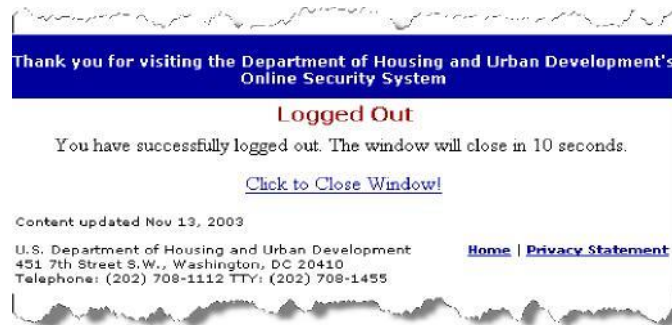 Thank you for visiting the Department of Housing and Urban Development's
Online Security System
Logged Out
You have successfully logged out. The window will close in 10 seconds.
Click to Close Window!
Content updated Nov 13, 2003
U.S. Department of Housing and Urban Development
451 7th Street S.W., Washington, DC 20410
Telephone: (202) 708-1112 TTY: (202) 708-1455
Home | Privacy Statement